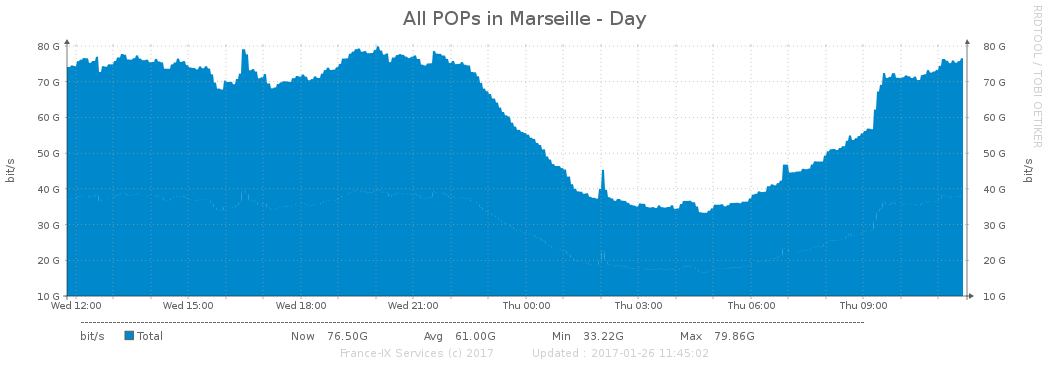 All POPs in Marseille - Day
RRDTOOL / TOBI OETIKER
bit/s
80 G
70 G
60 G
50 G
40 G
30 G
20 G
10 G
80 G
70 G
60 G
50 G
40 G
30 G
20 G
10 G
bit/s
Wed 12:00 Wed 15:00 Wed 18:00 Wed 21:00 Thu 00:00 Thu 03:00 Thu 06:00 Thu 09:00
bit/s Total Now 76.50G Avg 61.00G Min 33.22G Max 79.86G
France-IX Services (c) 2017 Updated : 2017-01-26 11:45:02